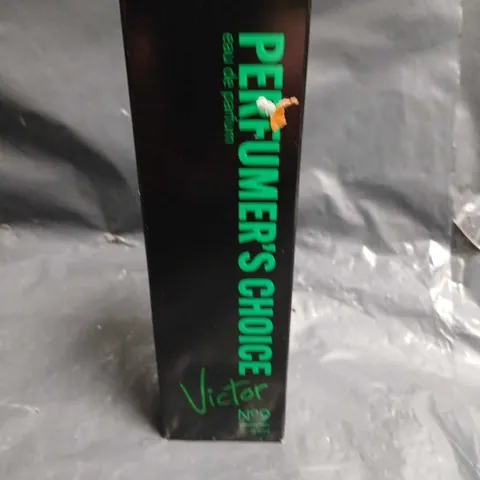 PERFUMER'S CHOICE
eau de parfum
Victor
Nº9